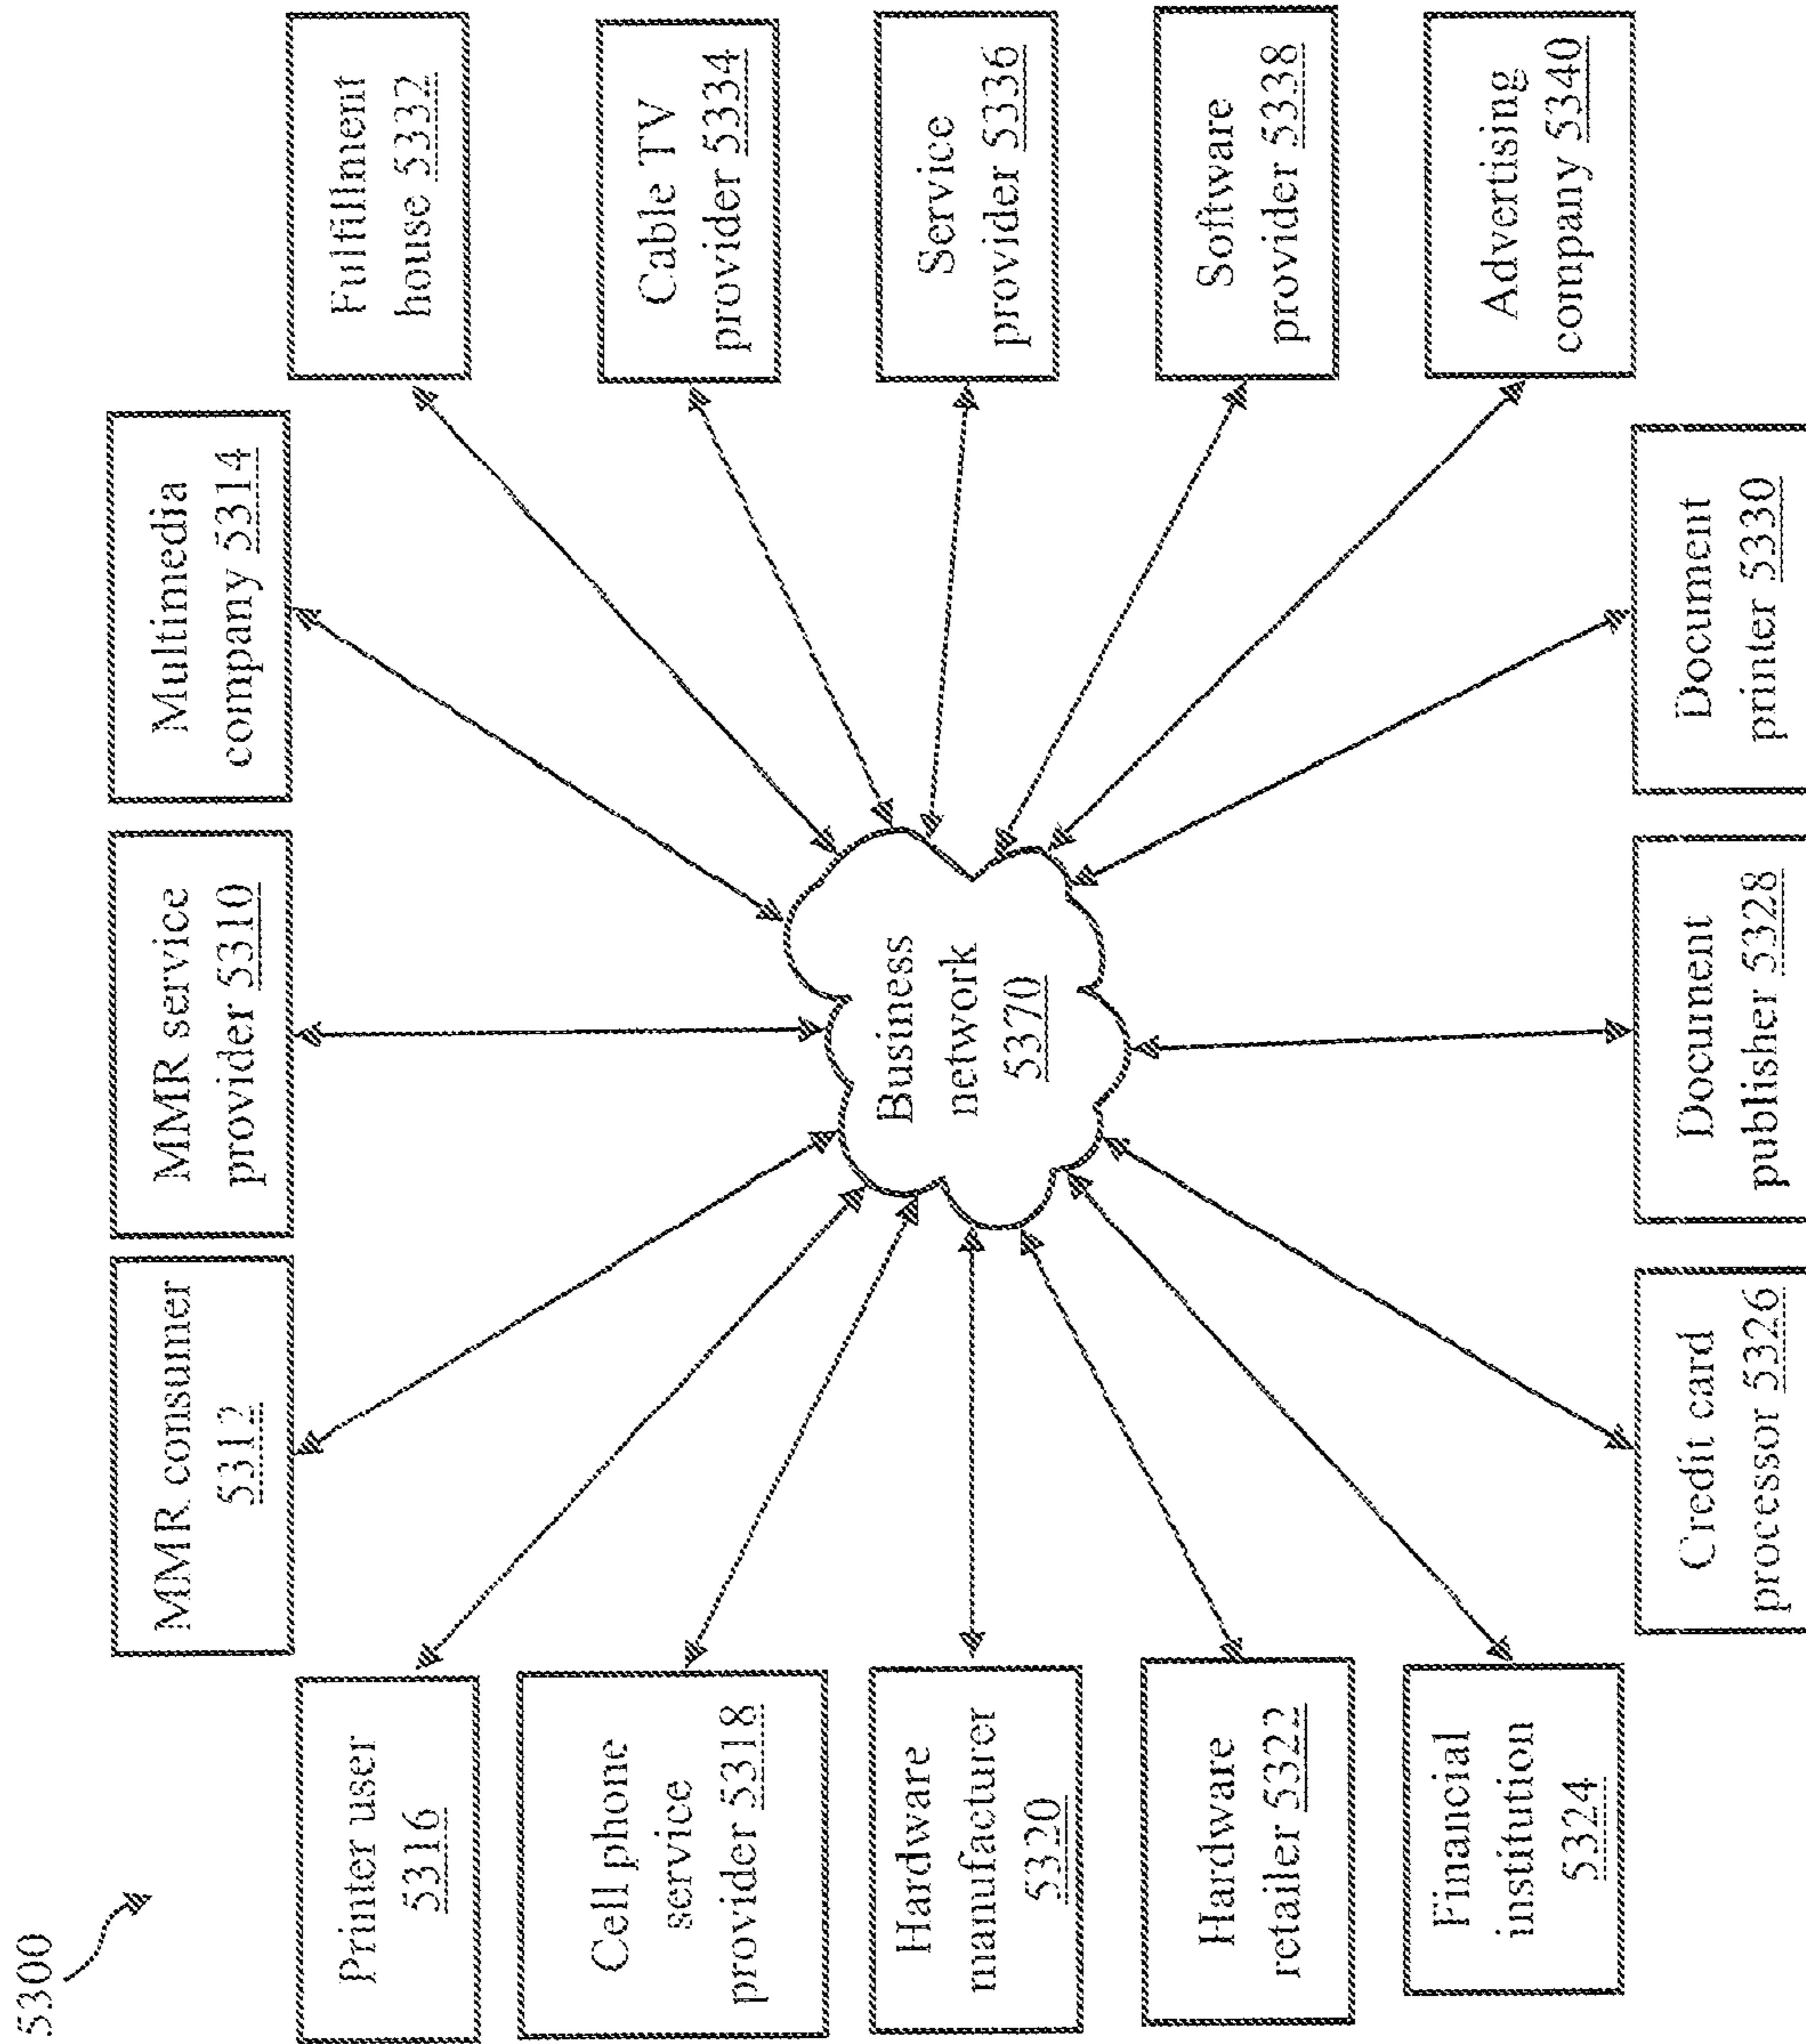 5300
MMR consumer
5312
MMR service
provider 5310
Multimedia
company 5314
Printer user
5316
Fulfillment
house 5332
Cell phone
service
provider 5318
Cable TV
provider 5334
Business
network
5370
Hardware
manufacturer
5320
Service
provider 5336
Hardware
retailer 5322
Software
provider 5338
Financial
institution
5324
Advertising
company 5340
Credit card
processor 5326
Document
publisher 5328
Document
printer 5330